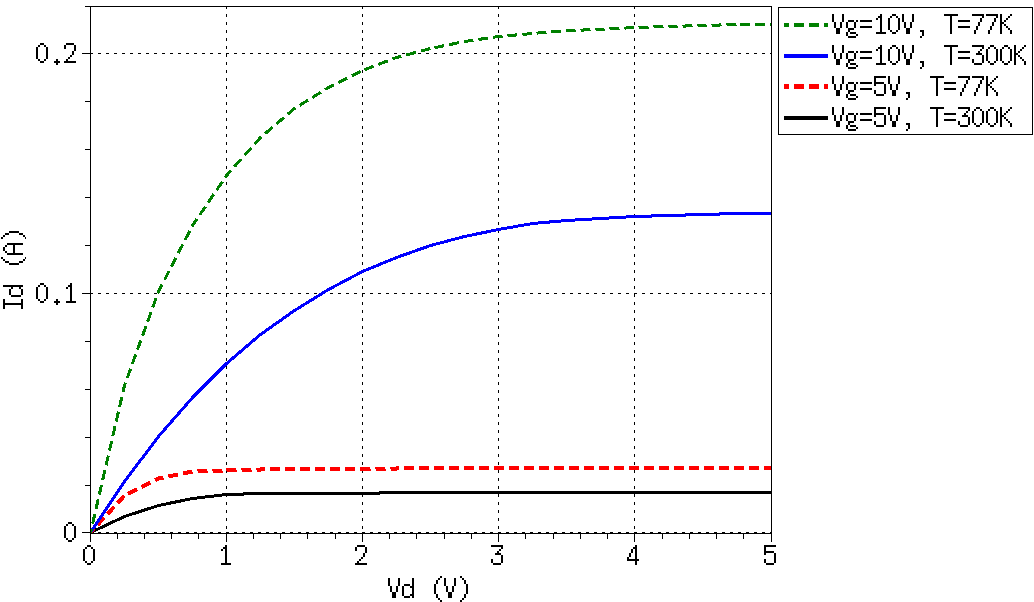 Vg=10V, T=77K
Vg=10V, T=300K
Vg=5V, T=77K
Vg=5V, T=300K
0.2
0.1
0
Id (A)
0 1 2 3 4 5
Vd (V)